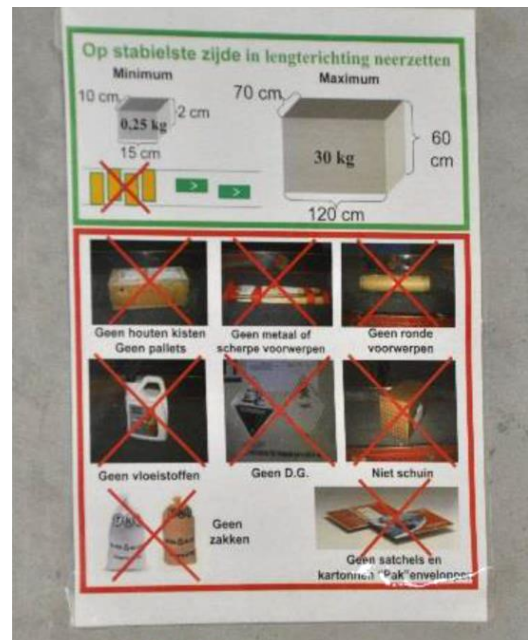 Op stabielste zijde in lengterichting neerzetten
Minimum
Maximum
10 cm
2 cm
0,25 kg
15 cm
> >
70 cm
60
cm
30 kg
120 cm
Geen houten kisten
Geen pallets
Geen metaal of
scherpe voorwerpen
Geen ronde
voorwerpen
Geen vloeistoffen
Geen D.G.
Niet schuin
Geen
zakken
Geen satchels en
kartonnen "Pak"enveloppen